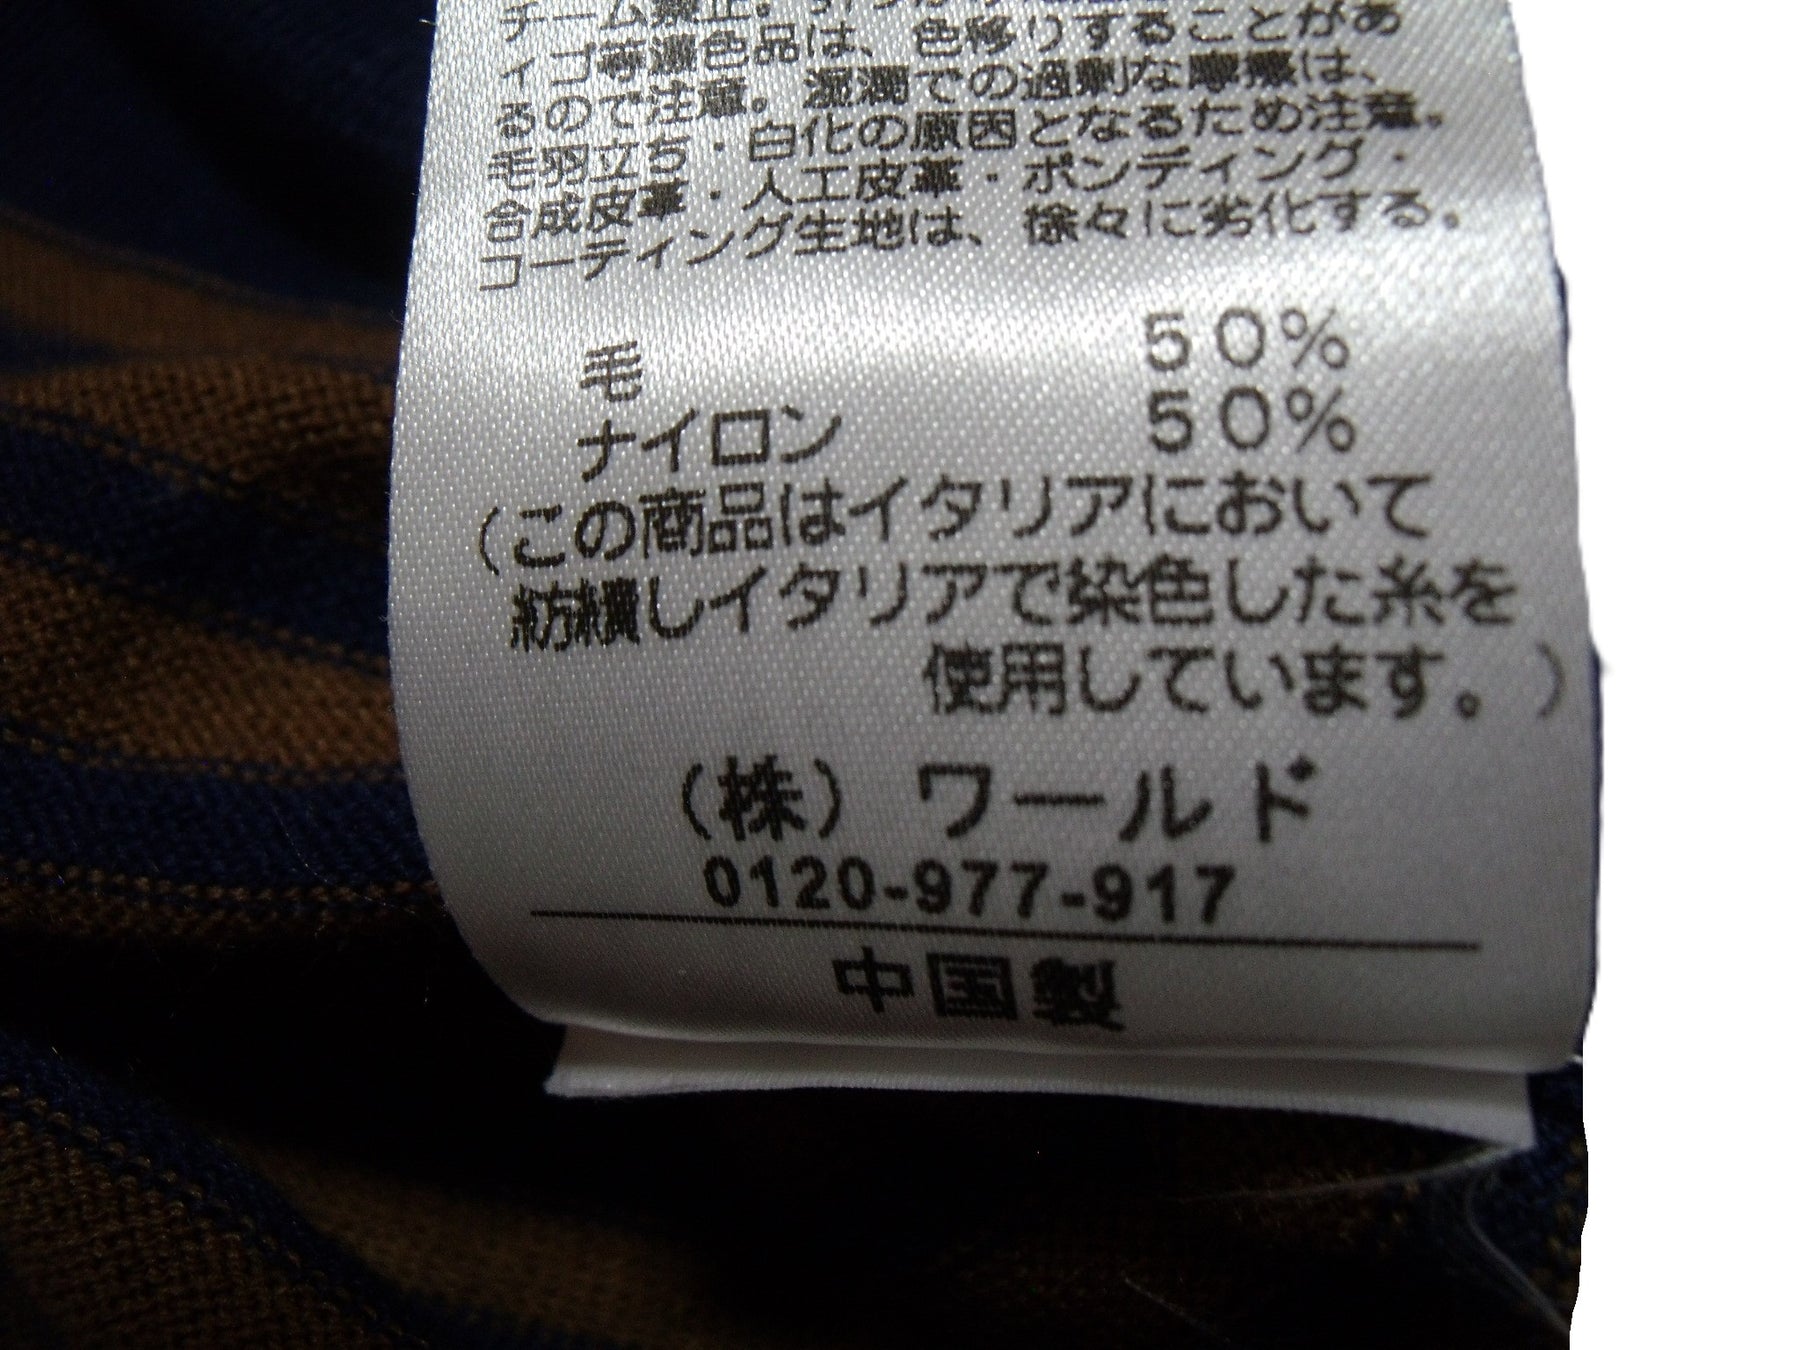 イゴ等濃色品は、色移りすることがあ
るので注意。湿潤での過剰な摩擦は、
毛羽立ち・白化の原因となるため注意。
合成皮革・人工皮革・ボンディング・
コーティング生地は、徐々に劣化する。
毛 50%
ナイロン 50%
(この商品はイタリアにおいて
紡績しイタリアで染色した糸を
使用しています。)
(株) ワールド
0120-977-917
中国製